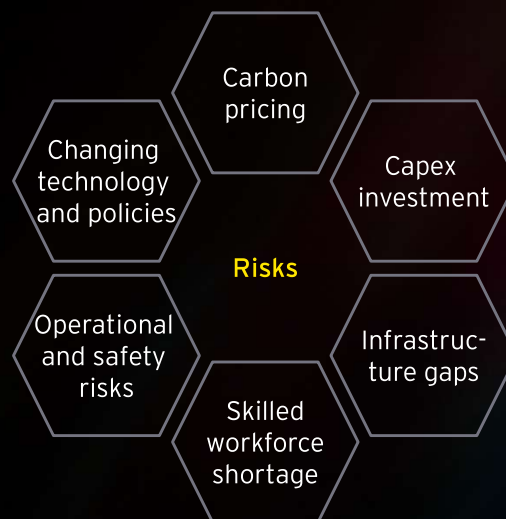 Carbon
pricing
Capex
investment
Infrastruc-
ture gaps
Skilled
workforce
shortage
Operational
and safety
risks
Changing
technology
and policies
Risks